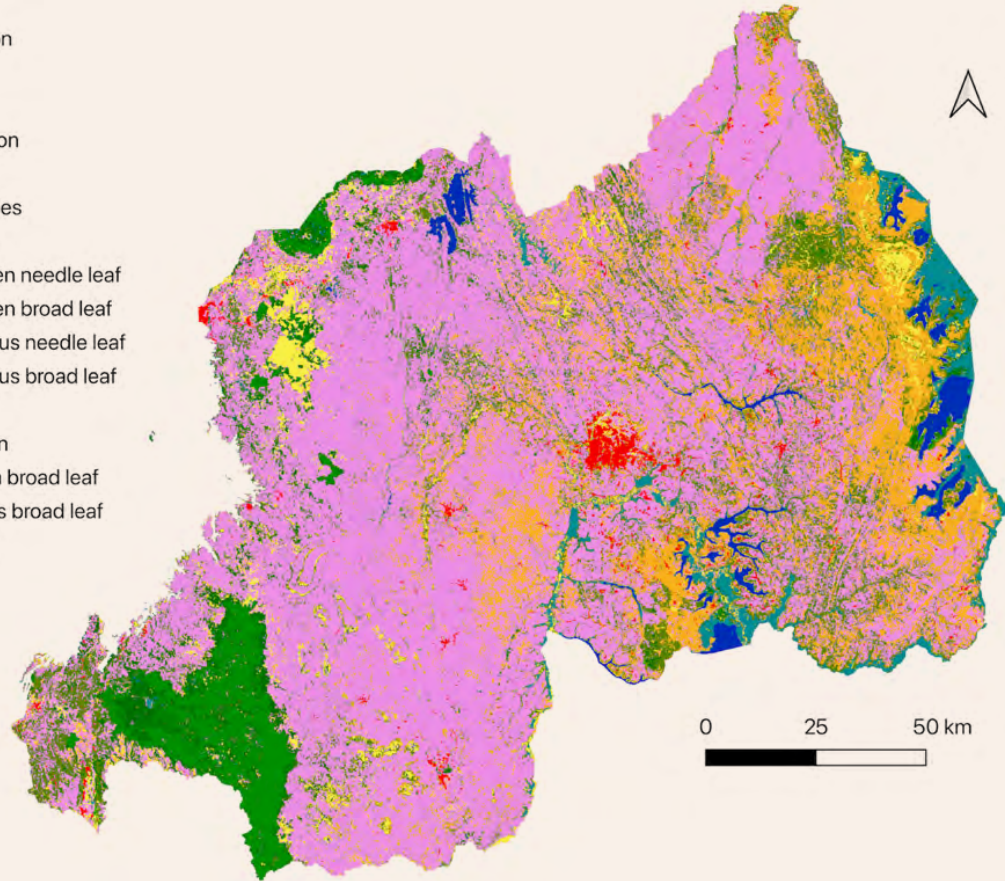 on
on
es
en needle leaf
en broad leaf
us needle leaf
us broad leaf
n
n broad leaf
s broad leaf
0 25 50 km